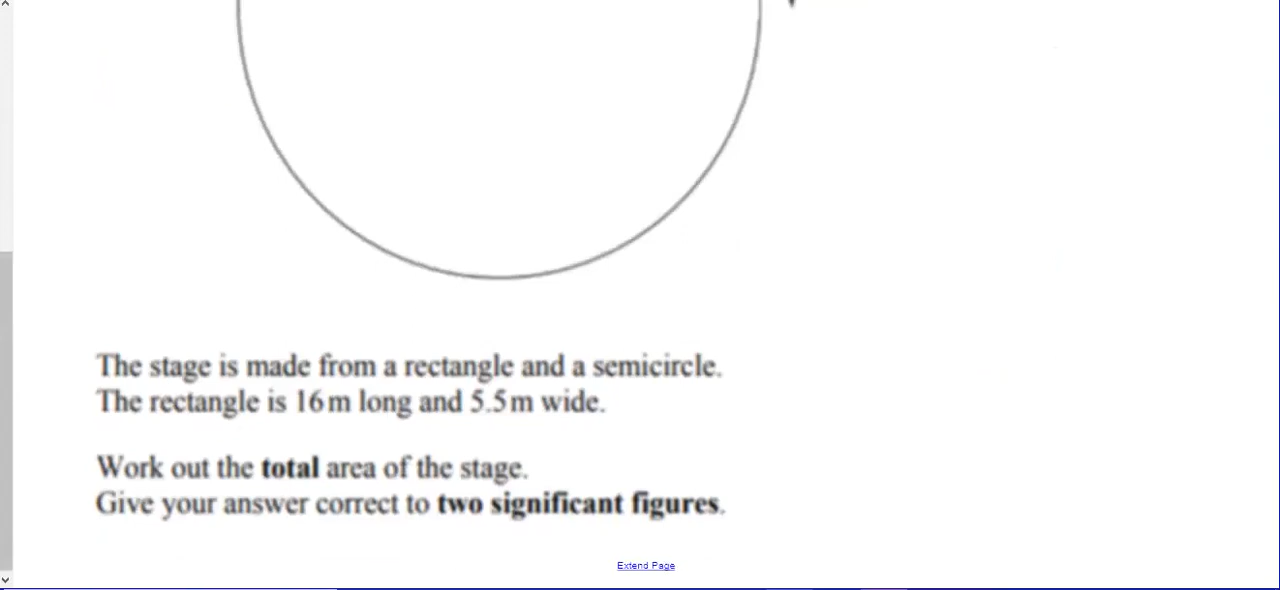 The stage is made from a rectangle and a semicircle.
The rectangle is 16 m long and 5.5 m wide.
Work out the total area of the stage.
Give your answer correct to two significant figures.
Extend Page